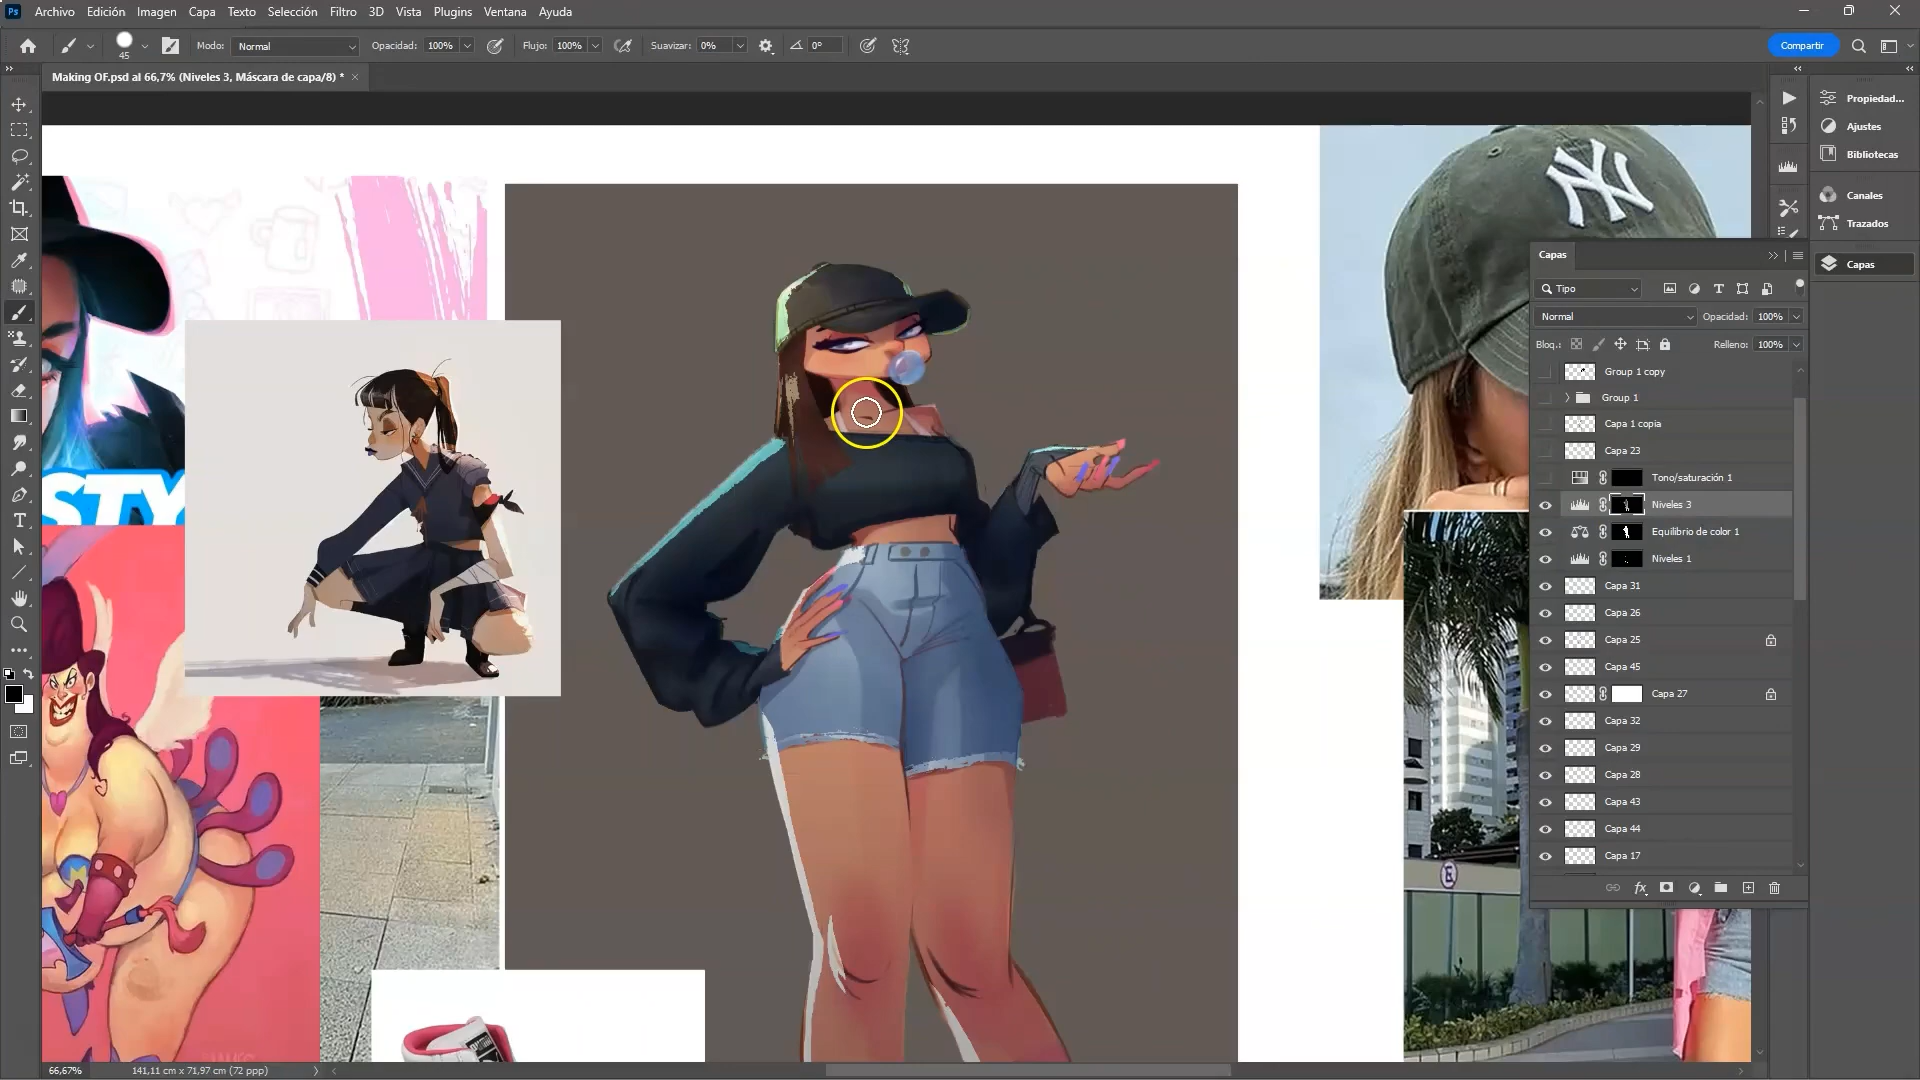 Ps Archivo Edición Imagen Capa Texto Selección Filtro 3D Vista Plugins Ventana Ayuda
45 Modo: Normal Opacidad: 100% Flujo: 100% Suavizar: 0% 0° Compartir
Making OF.psd al 66,7% (Niveles 3, Máscara de capa/8) * ×
Propiedad...
Ajustes
Bibliotecas
Canales
Trazados
Capas
NY
STY
M
E
Capas
Tipo
Normal Opacidad: 100%
Bloq.: Relleno: 100%
Group 1 copy
Group 1
Capa 1 copia
Capa 23
Tono/saturación 1
Niveles 3
Equilibrio de color 1
Niveles 1
Capa 31
Capa 26
Capa 25
Capa 45
Capa 27
Capa 32
Capa 29
Capa 28
Capa 43
Capa 44
Capa 17
fx
66,67% 141,11 cm x 71,97 cm (72 ppp)